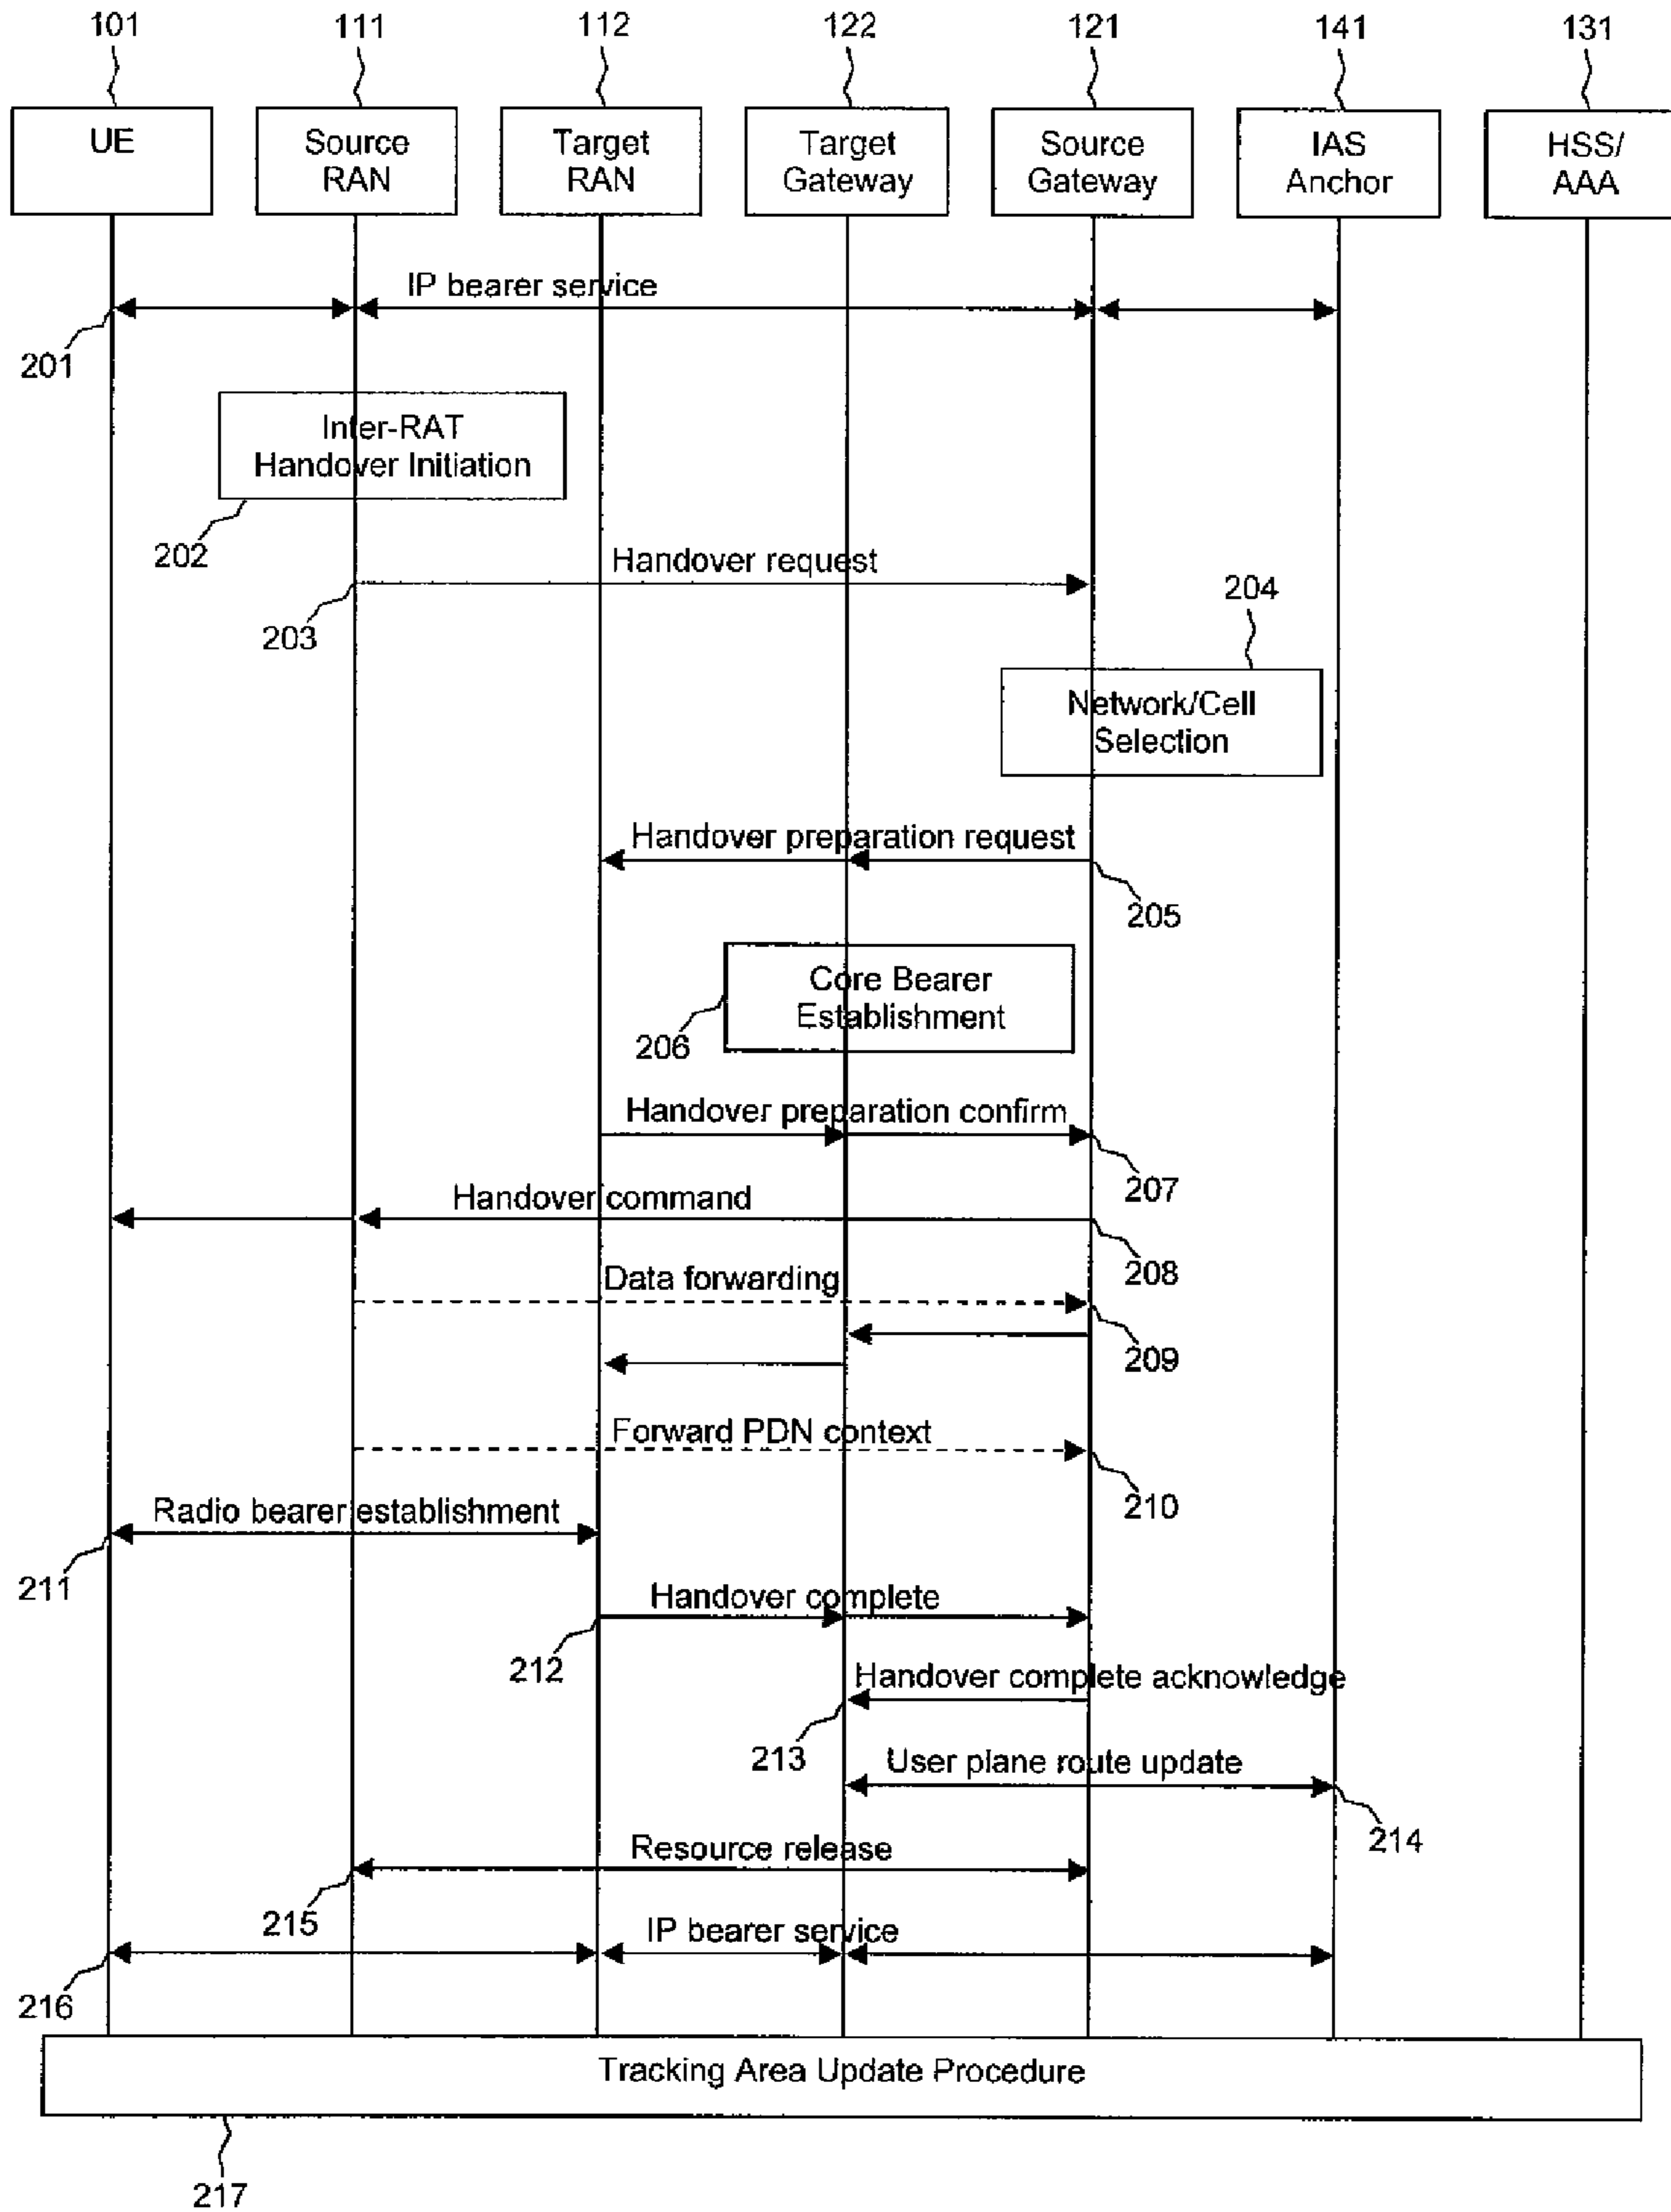 101 111 112 122 121 141 131
UE
Source
RAN
Target
RAN
Target
Gateway
Source
Gateway
IAS
Anchor
HSS/
AAA
IP bearer service
201
Inter-RAT
Handover Initiation
202
Handover request
203
204
Network/Cell
Selection
Handover preparation request
205
Core Bearer
Establishment
206
Handover preparation confirm
207
Handover command
208
Data forwarding
209
Forward PDN context
210
Radio bearer establishment
211
Handover complete
212
Handover complete acknowledge
213
User plane route update
214
Resource release
215
IP bearer service
216
Tracking Area Update Procedure
217